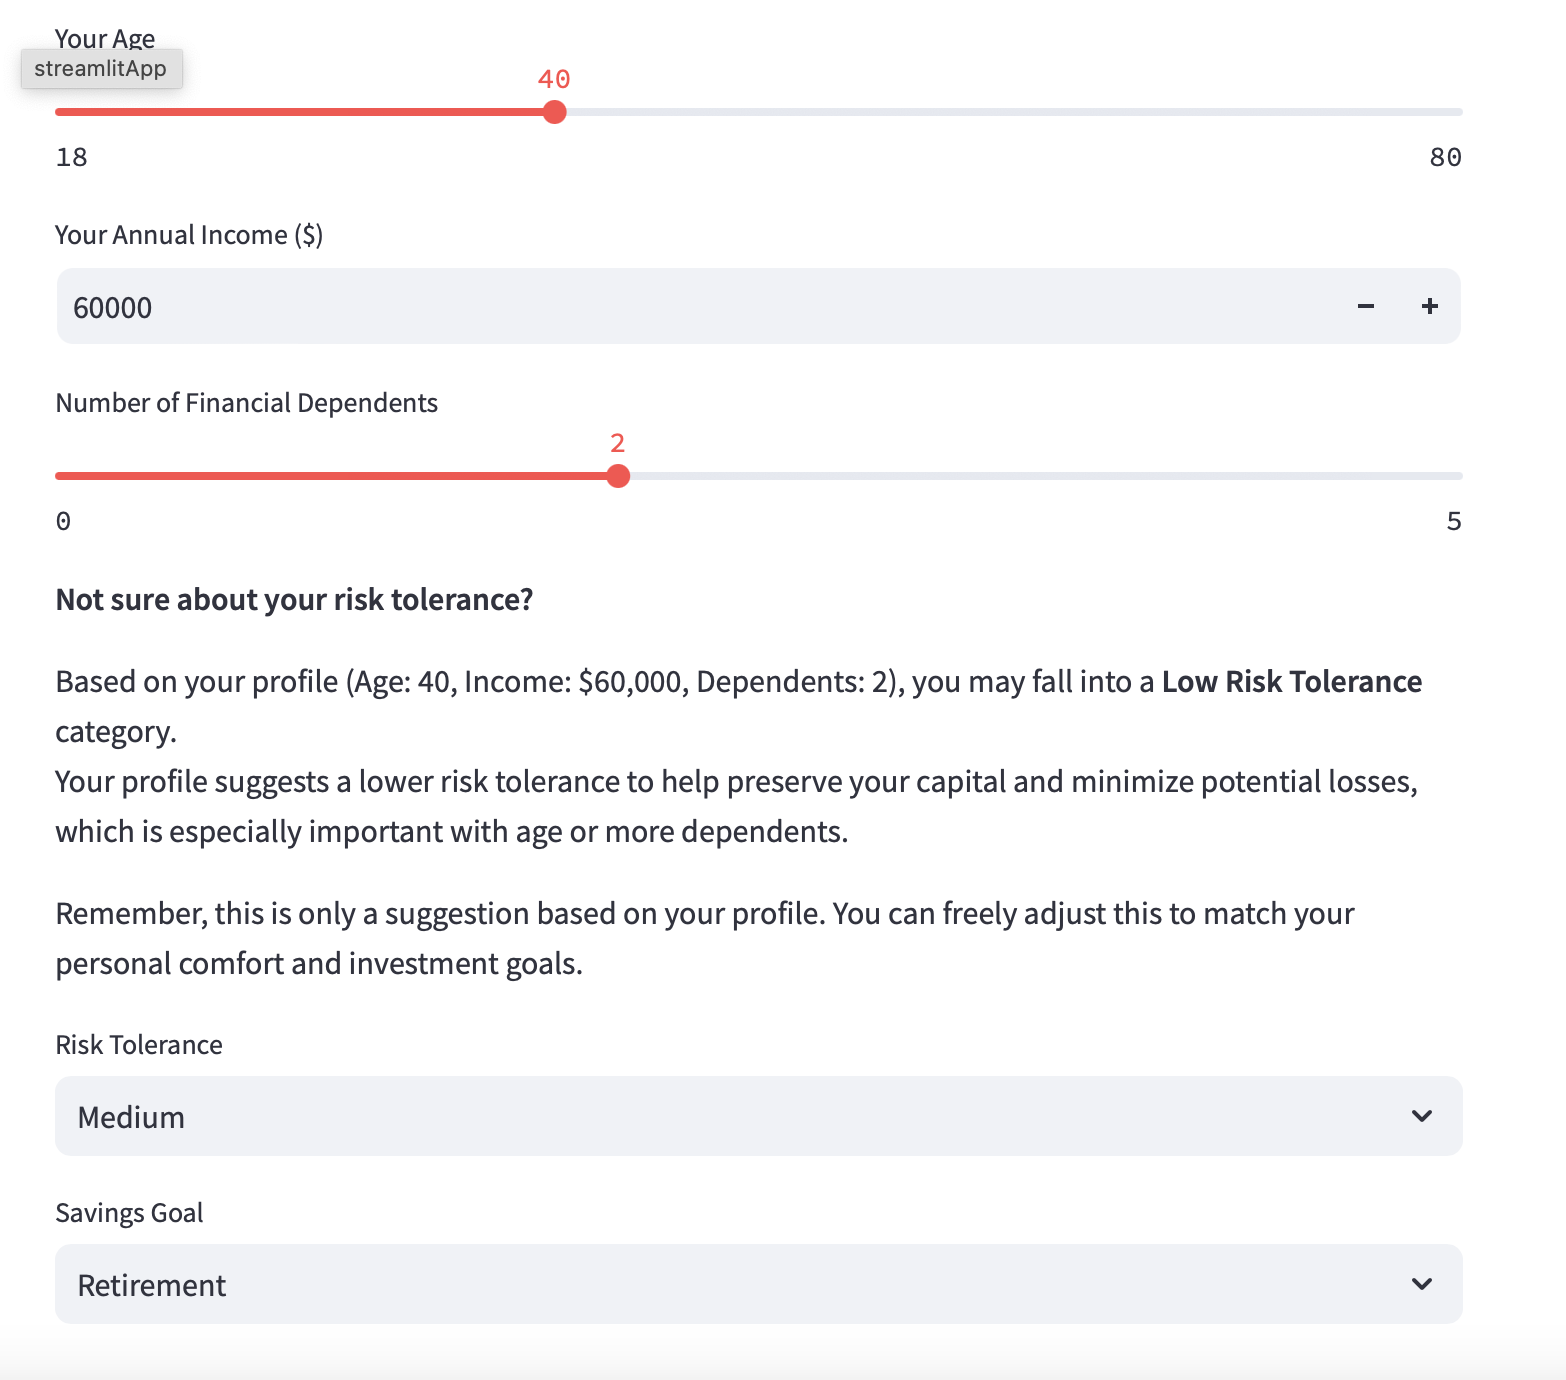 Your Age
streamlitApp
40
18
80
Your Annual Income ($)
60000
Number of Financial Dependents
2
0
5
Not sure about your risk tolerance?
Based on your profile (Age: 40, Income: $60,000, Dependents: 2), you may fall into a Low Risk Tolerance
category.
Your profile suggests a lower risk tolerance to help preserve your capital and minimize potential losses,
which is especially important with age or more dependents.
Remember, this is only a suggestion based on your profile. You can freely adjust this to match your
personal comfort and investment goals.
Risk Tolerance
Medium
Savings Goal
Retirement